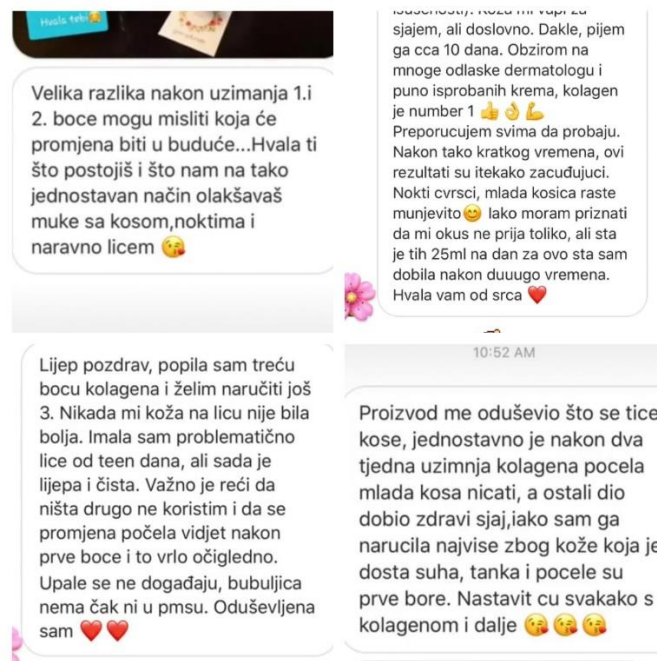 Hvala tebi
Velika razlika nakon uzimanja 1.i
2. boce mogu misliti koja će
promjena biti u buduće...Hvala ti
što postojiš i što nam na tako
jednostavan način olakšavaš
muke sa kosom,noktima i
naravno licem 😘
isušenosti). Koža mi vapi za
sjajem, ali doslovno. Dakle, pijem
ga cca 10 dana. Obzirom na
mnoge odlaske dermatologu i
puno isprobanih krema, kolagen
je number 1 👍👌💪
Preporucujem svima da probaju.
Nakon tako kratkog vremena, ovi
rezultati su itekako zacuđujuci.
Nokti cvrsci, mlada kosica raste
munjevito😊 Iako moram priznati
da mi okus ne prija toliko, ali sta
je tih 25ml na dan za ovo sta sam
dobila nakon duuugo vremena.
Hvala vam od srca ❤️
Lijep pozdrav, popila sam treću
bocu kolagena i želim naručiti još
3. Nikada mi koža na licu nije bila
bolja. Imala sam problematično
lice od teen dana, ali sada je
lijepa i čista. Važno je reći da
ništa drugo ne koristim i da se
promjena počela vidjet nakon
prve boce i to vrlo očigledno.
Upale se ne događaju, bubuljica
nema čak ni u pmsu. Oduševljena
sam ❤️❤️
10:52 AM
Proizvod me oduševio što se tice
kose, jednostavno je nakon dva
tjedna uzimnja kolagena pocela
mlada kosa nicati, a ostali dio
dobio zdravi sjaj,iako sam ga
narucila najvise zbog kože koja je
dosta suha, tanka i pocele su
prve bore. Nastavit cu svakako s
kolagenom i dalje 😘😘😘